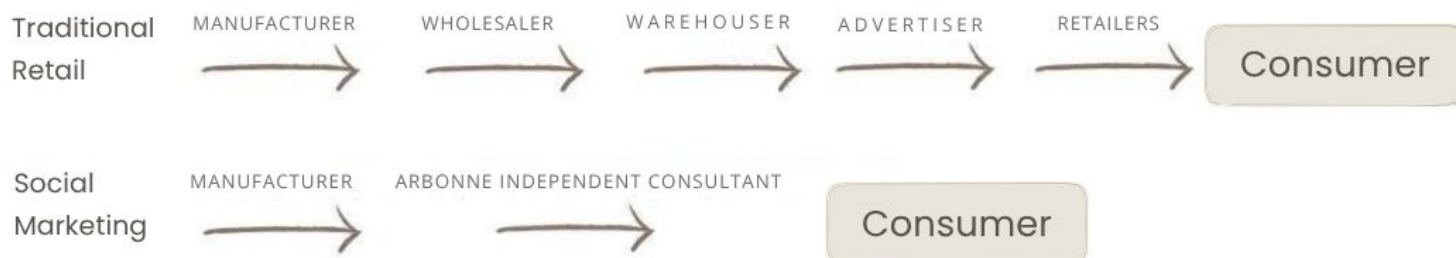 Traditional Retail
MANUFACTURER
WHOLESALER
WAREHOUSER
ADVERTISER
RETAILERS
Consumer
Social Marketing
MANUFACTURER
ARBONNE INDEPENDENT CONSULTANT
Consumer